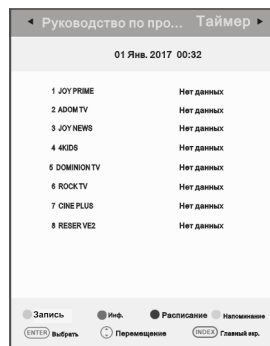 Руководство по про... Таймер
01 Янв. 2017 00:32
1 JOY PRIME Нет данных
2 ADOM TV Нет данных
3 JOY NEWS Нет данных
4 4KIDS Нет данных
5 DOMINION TV Нет данных
6 ROCK TV Нет данных
7 CINE PLUS Нет данных
8 RESER VE2 Нет данных
Запись Инф. Расписание Напоминание
ENTER Выбрать Перемещение INDEX Главный экр.